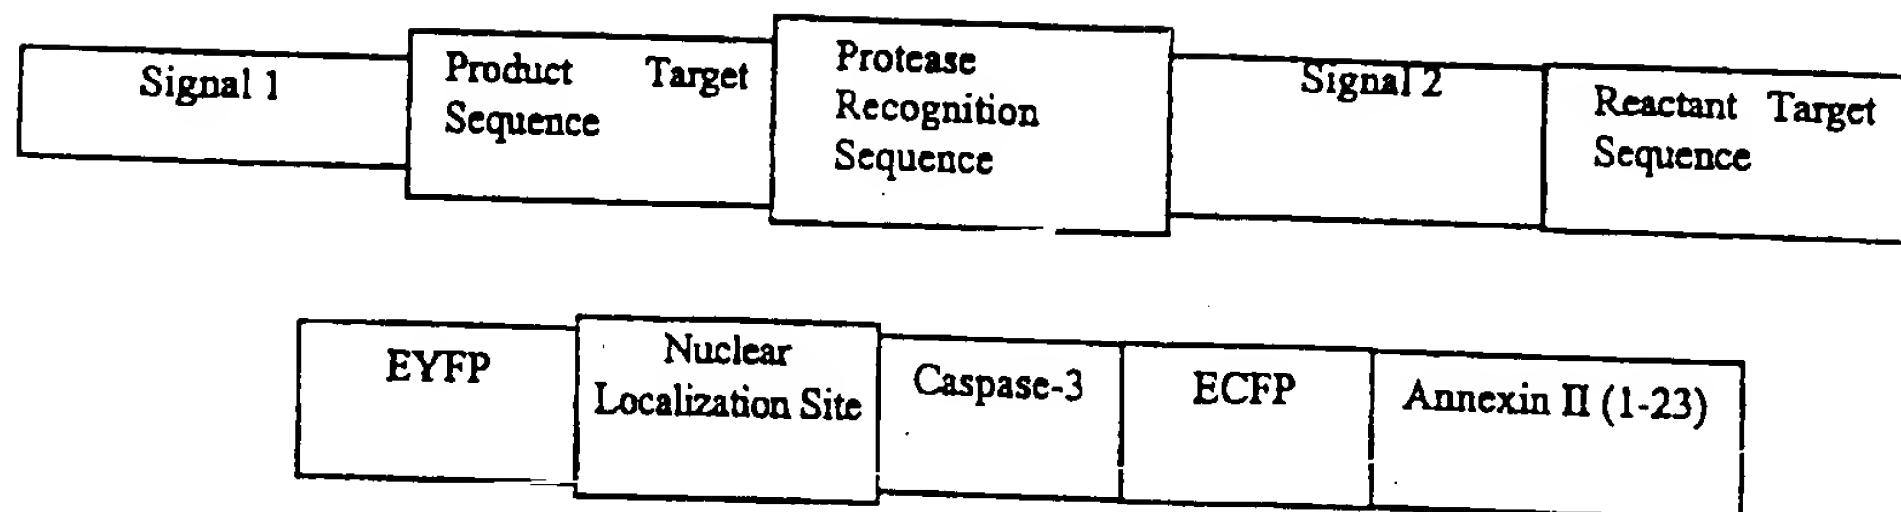 Signal 1
Product Target
Sequence
Protease
Recognition
Sequence
Signal 2
Reactant Target
Sequence
EYFP
Nuclear
Localization Site
Caspase-3
ECFP
Annexin II (1-23)